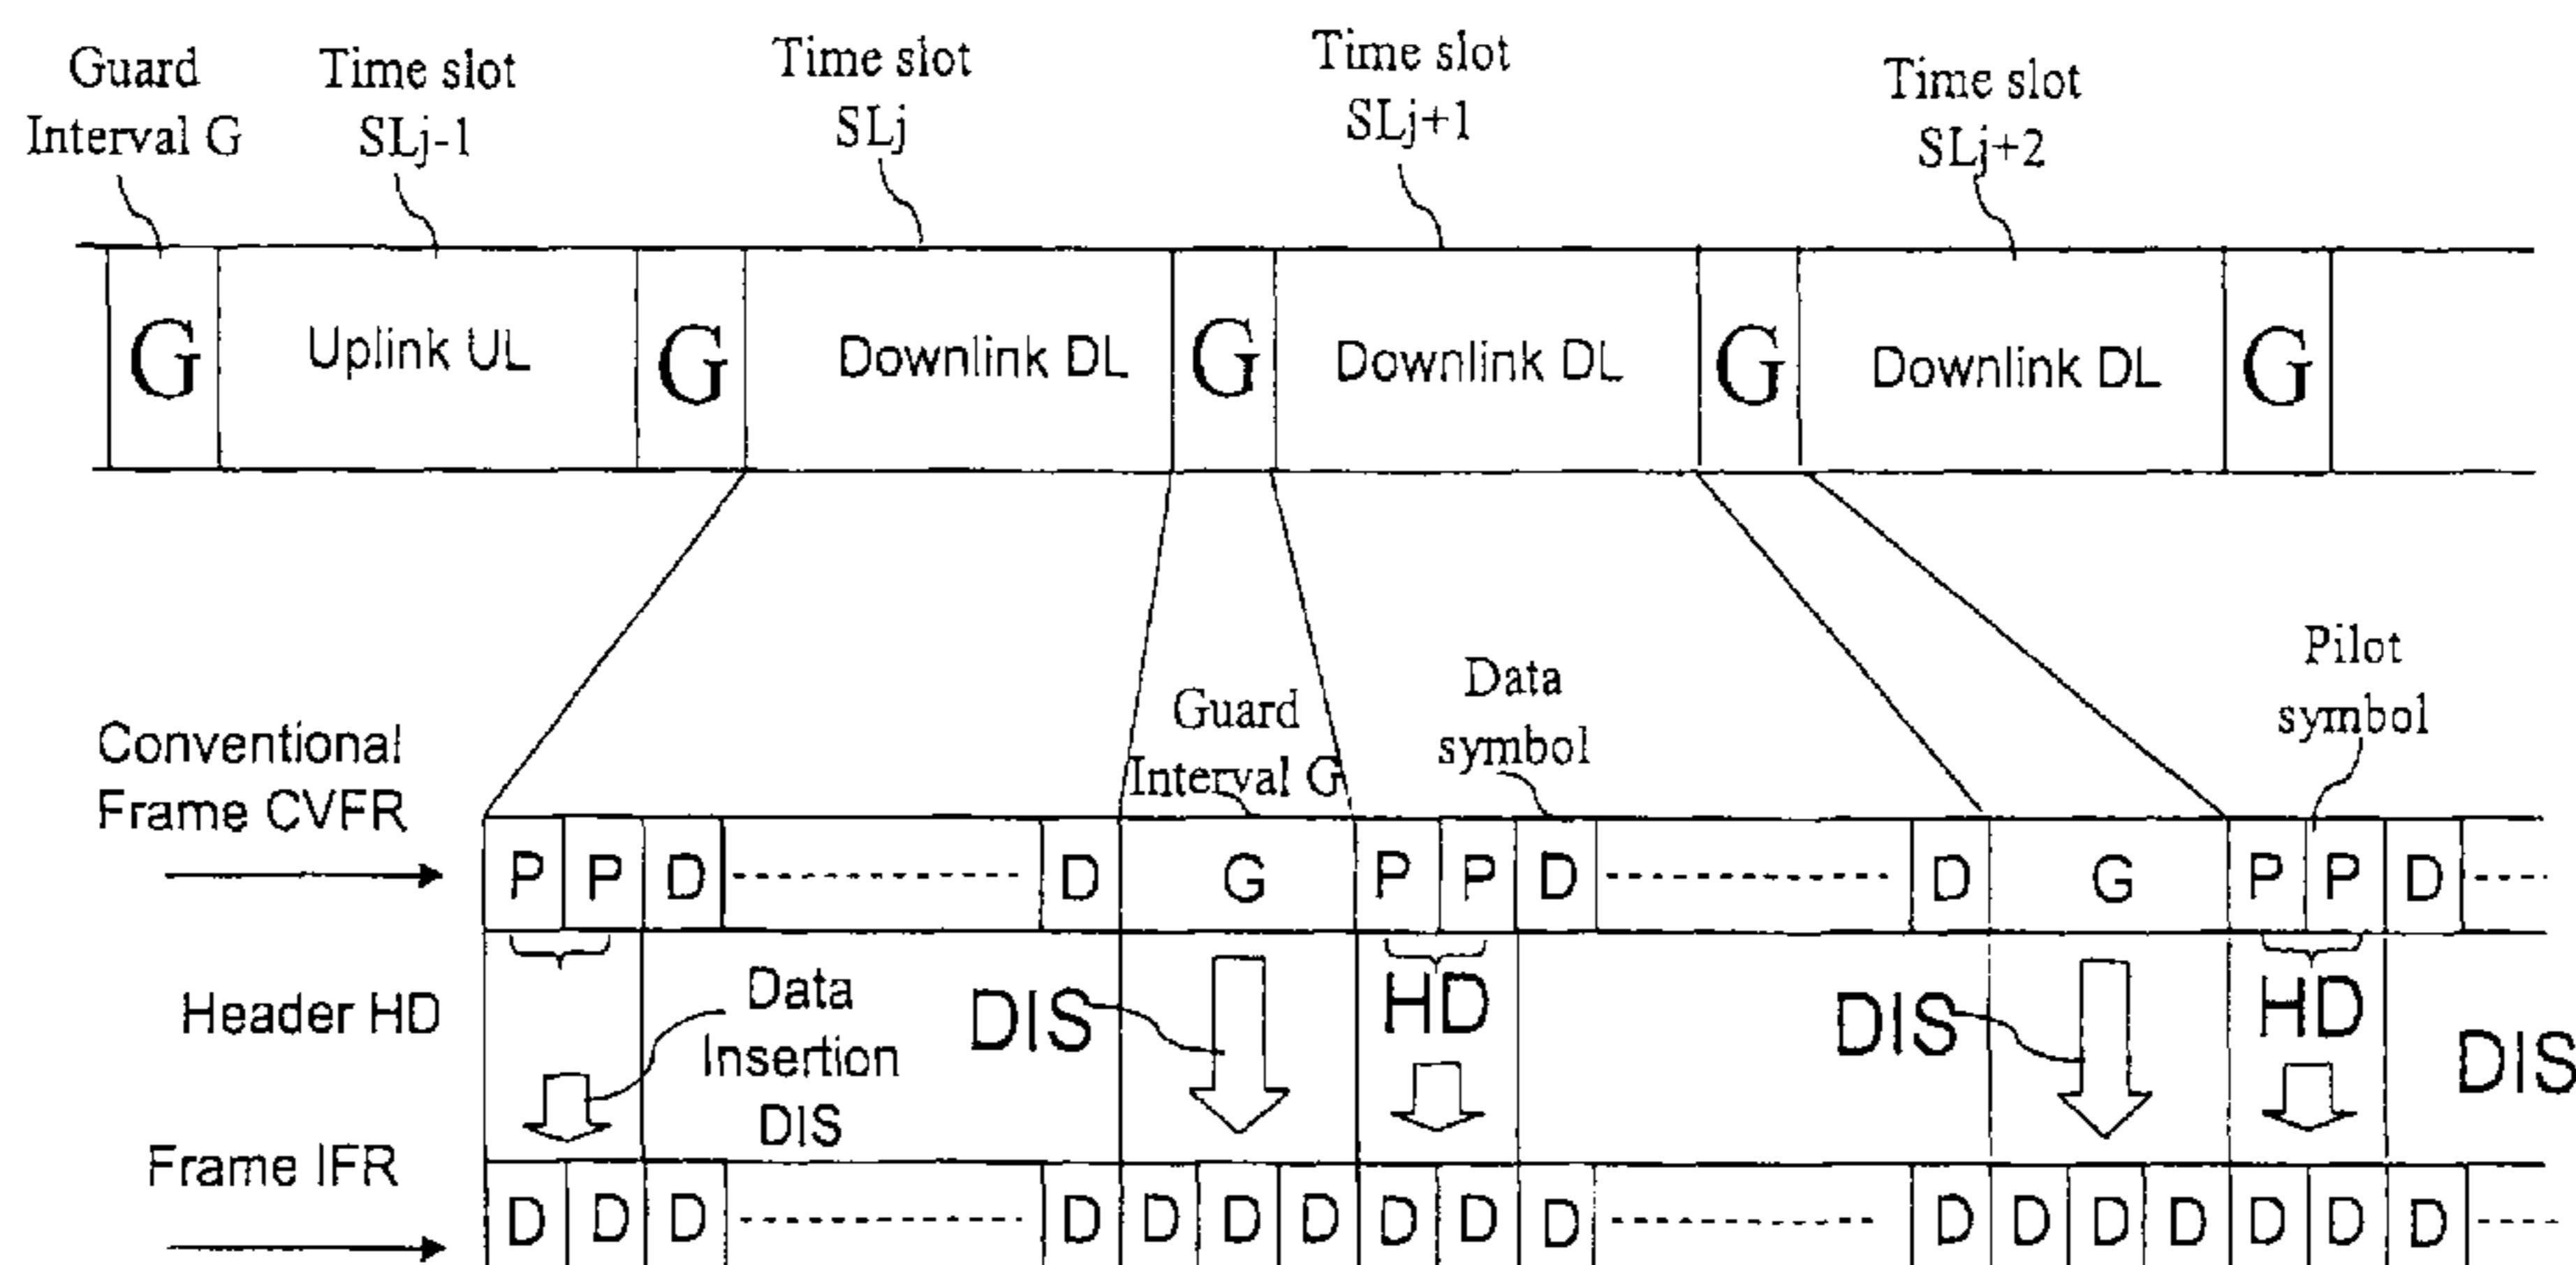 Guard
Interval G
Time slot
SLj-1
Time slot
SLj
Time slot
SLj+1
Time slot
SLj+2
G Uplink UL G Downlink DL G Downlink DL G Downlink DL G
Conventional
Frame CVFR
Guard
Interval G
Data
symbol
Pilot
symbol
P P D D G P P D D G P P D
Header HD
Data
Insertion
DIS
DIS
HD
DIS
HD
DIS
Frame IFR
D D D D D D D D D D D D D D D D D